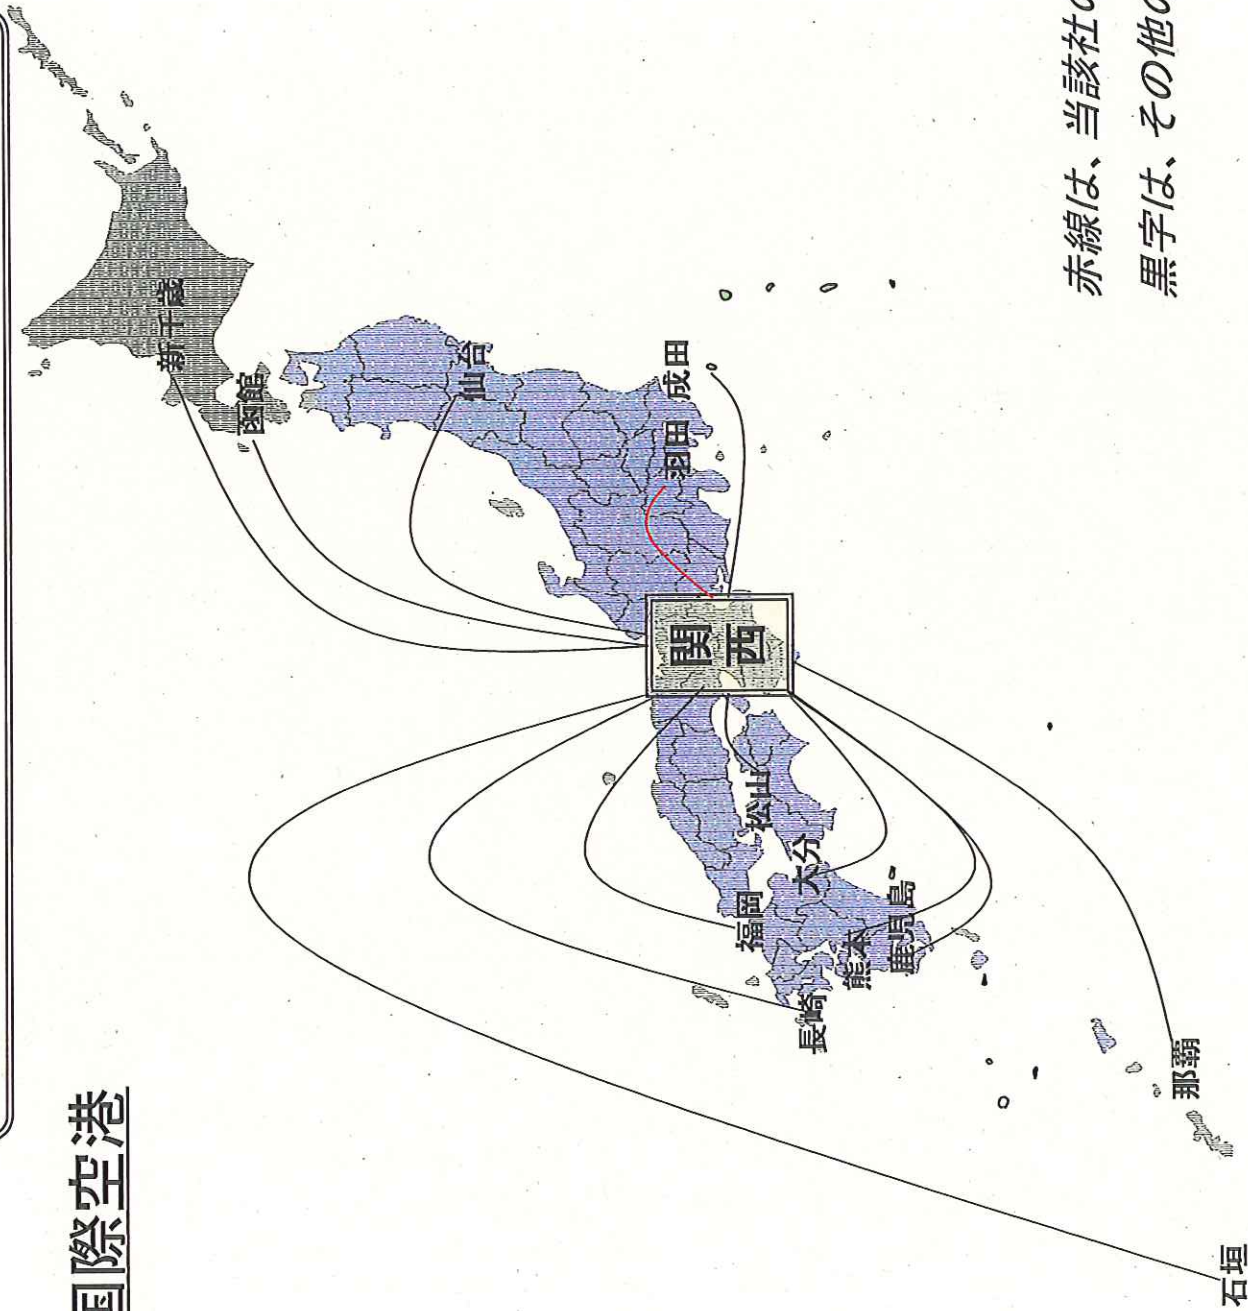 国際空港
新千歳
函館
仙台
成田
羽田
関西
松山
福岡
大分
長崎
熊本
鹿児島
那覇
石垣
赤線は、当該社の
黒字は、その他の